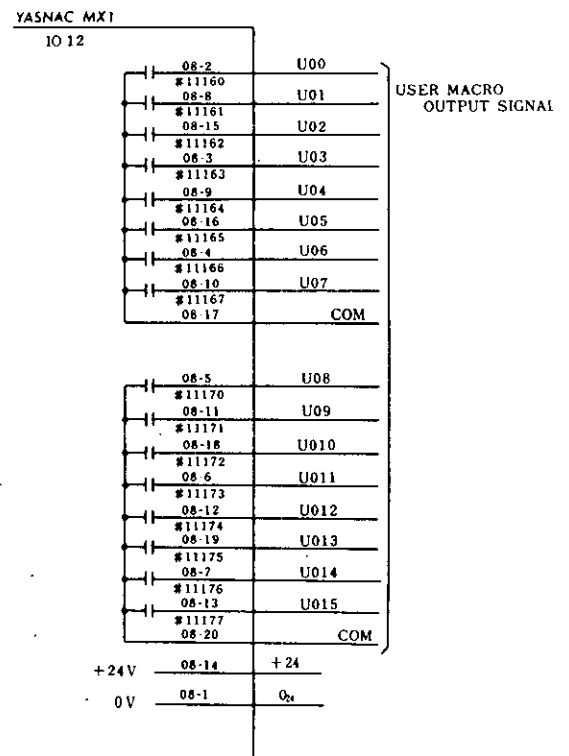 YASNAC MX1
IO 12
08-2 U00
#11160
08-8 U01
#11161
08-15 U02
#11162
08-3 U03
#11163
08-9 U04
#11164
08-16 U05
#11165
08-4 U06
#11166
08-10 U07
#11167
08-17 COM
USER MACRO
OUTPUT SIGNAL
08-5 U08
#11170
08-11 U09
#11171
08-18 U010
#11172
08-6 U011
#11173
08-12 U012
#11174
08-19 U013
#11175
08-7 U014
#11176
08-13 U015
#11177
08-20 COM
+24V 08-14 +24
0V 08-1 0₂₄